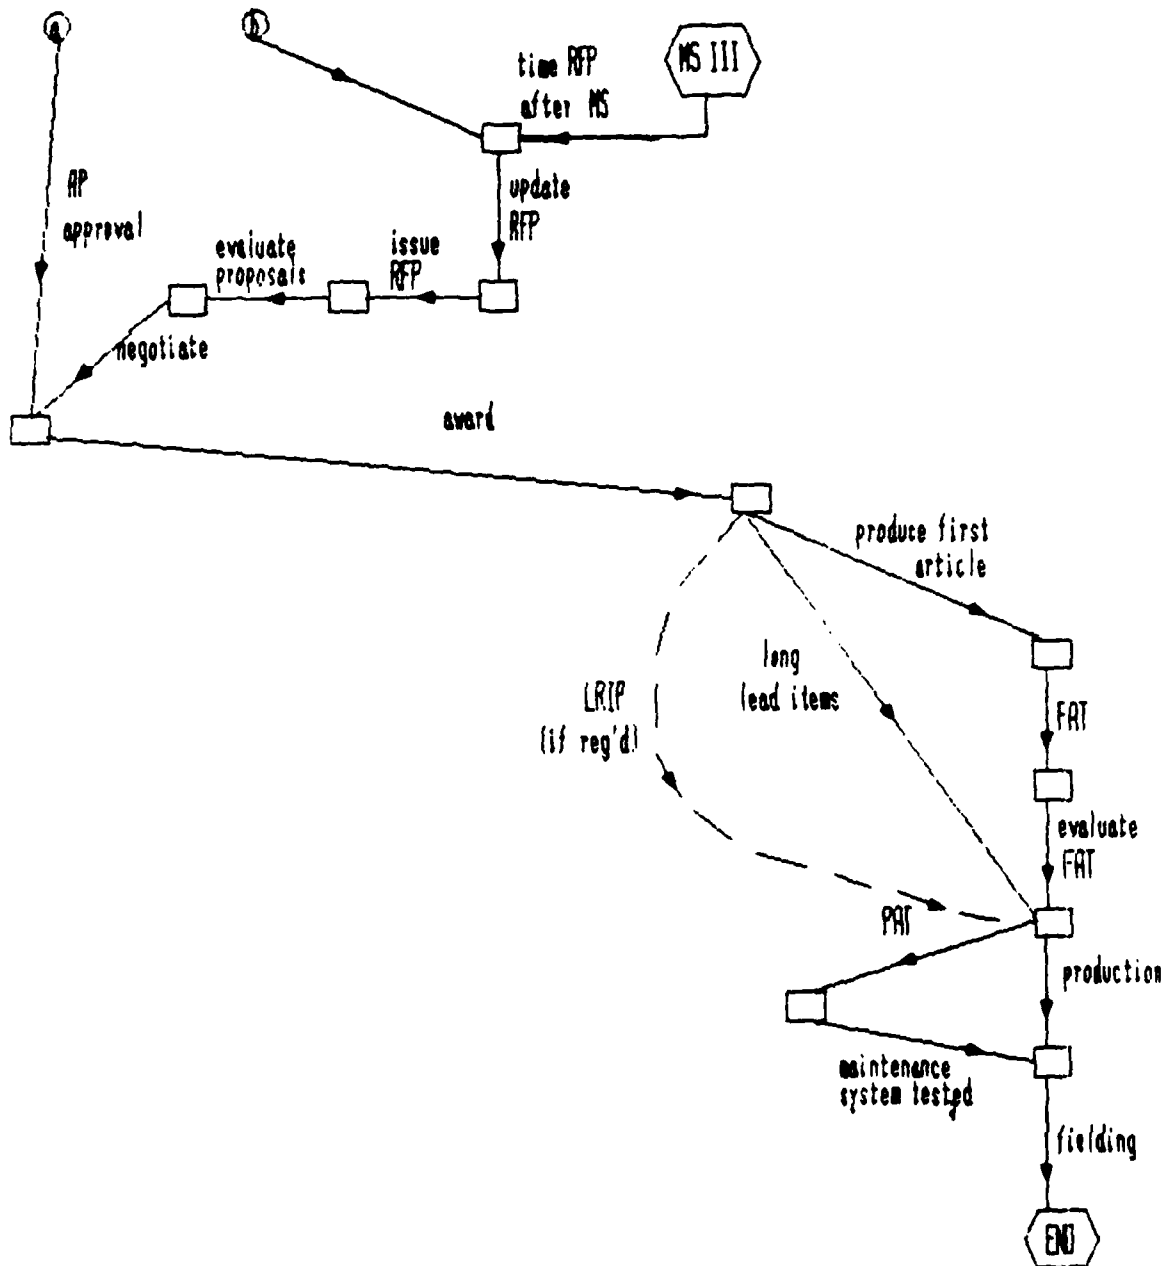 a
b
MS III
time RFP
after MS
AP
approval
update
RFP
issue
RFP
evaluate
proposals
negotiate
award
produce first
article
long
lead items
LRIP
(if reg'd)
FAT
evaluate
FAT
PAT
production
maintenance
system tested
fielding
END